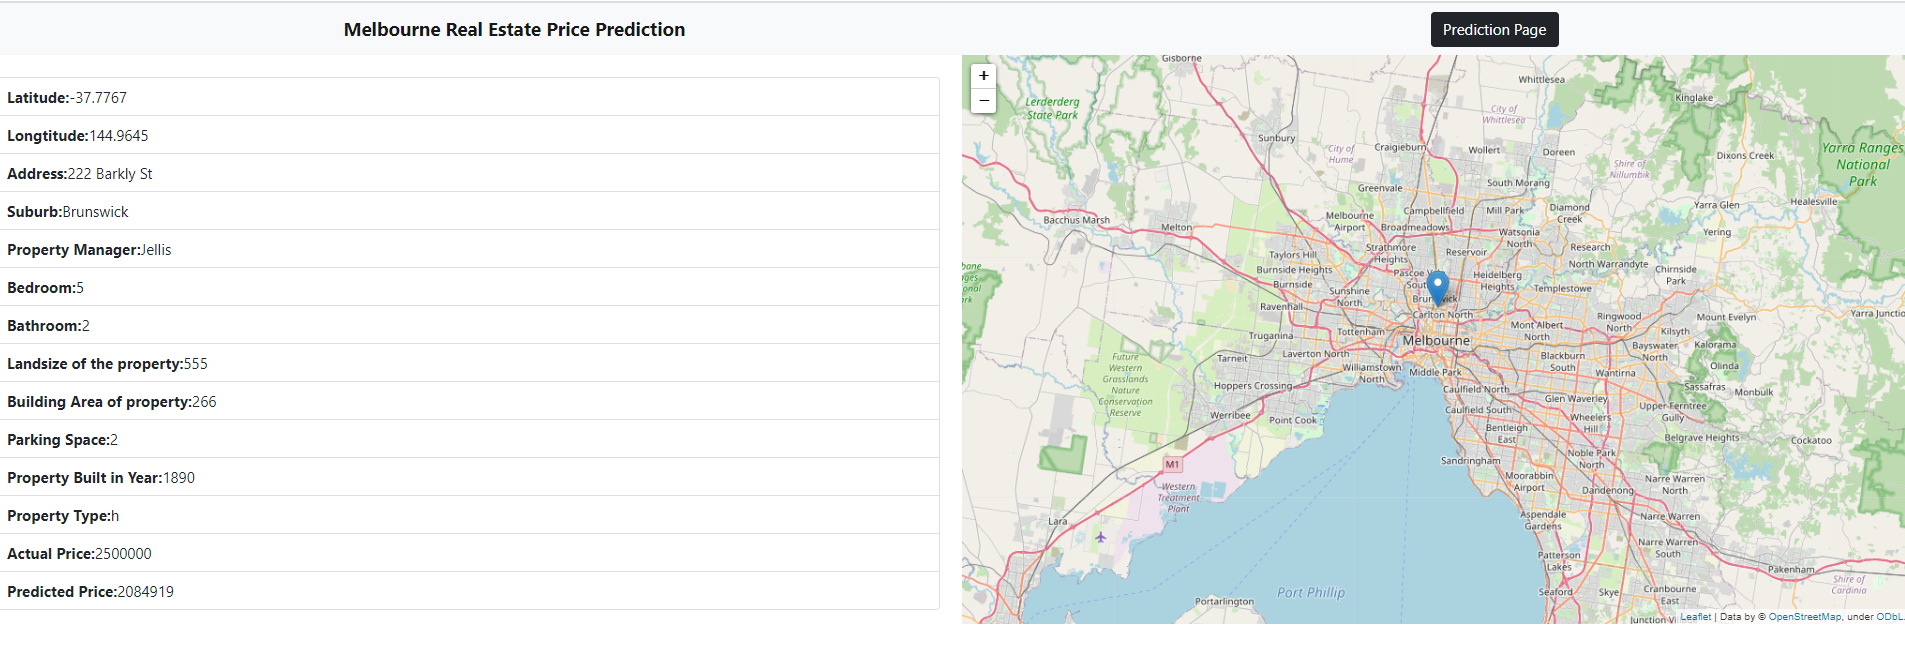 Melbourne Real Estate Price Prediction
Prediction Page
Latitude:-37.7767
Longtitude:144.9645
Address:222 Barkly St
Suburb:Brunswick
Property Manager:Jellis
Bedroom:5
Bathroom:2
Landsize of the property:555
Building Area of property:266
Parking Space:2
Property Built in Year:1890
Property Type:h
Actual Price:2500000
Predicted Price:2084919
+
−
Gisborne
Whittlesea
Kinglake
Lerderderg
State Park
City of
Whittlesea
Sunbury
City of
Hume
Craigieburn
Wollert
Doreen
Shire of
Nillumbik
Dixons Creek
Yarra Ranges
National
Park
Greenvale
South Morang
Bacchus Marsh
Melton
Melbourne
Airport
Campbellfield
Broadmeadows
Mill Park
Diamond
Creek
Yarra Glen
Healesville
Watsonia
North
Yering
Strathmore
Heights
Reservoir
Research
Taylors Hill
Burnside Heights
Burnside
North Warrandyte
Chirnside
Park
Heidelberg
Heights
Templestowe
Sunshine
North
Ravenhall
Carlton North
Ringwood
North
Mount Evelyn
Yarra Junctio
Truganina
Tottenham
Melbourne
Mont Albert
North
Kilsyth
Bayswater
North
Kalorama
Future
Western
Grasslands
Nature
Conservation
Reserve
Tarneit
Laverton North
Williamstown
North
Middle Park
Blackburn
South
Wantirna
Olinda
Sassafras
Monbulk
Hoppers Crossing
Caulfield North
Caulfield South
Glen Waverley
Wheelers
Hill
Upper Ferntree
Gully
Werribee
Point Cook
Bentleigh
East
Belgrave Heights
Cockatoo
M1
Sandringham
Noble Park
North
Moorabbin
Airport
Western
Treatment
Plant
Dandenong
Narre Warren
North
Lara
Aspendale
Gardens
Narre Warren
Patterson
Lakes
Narre Warren
South
Pakenham
Shire of
Cardinia
Port Phillip
Portarlington
Seaford
Skye
Cranbourne
East
Junction Vi
Leaflet | Data by © OpenStreetMap, under ODbL.